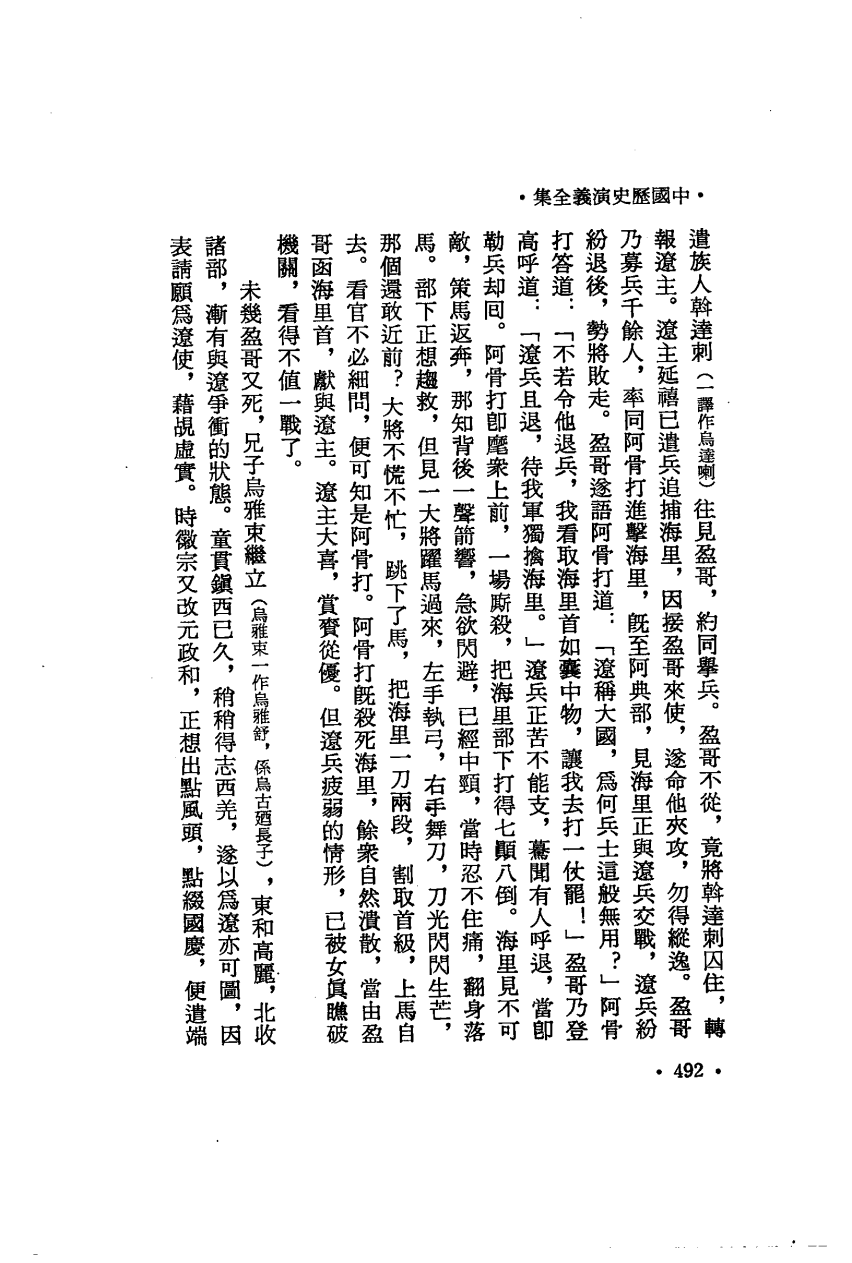 ・中國歷史演義全集・
遣族人斡達刺（一譯作烏達喇）往見盈哥，約同舉兵。盈哥不從，竟將斡達刺囚住，轉
報遼主。遼主延禧已遣兵追捕海里，因接盈哥來使，遂命他夾攻，勿得縱逸。盈哥
乃募兵千餘人，率同阿骨打進擊海里，旣至阿典部，見海里正與遼兵交戰，遼兵紛
紛退後，勢將敗走。盈哥遂語阿骨打道：「遼稱大國，爲何兵士這般無用？」阿骨
打答道：「不若令他退兵，我看取海里首如囊中物，讓我去打一仗罷！」盈哥乃登
高呼道：「遼兵且退，待我軍獨擒海里。」遼兵正苦不能支，驀聞有人呼退，當卽
勒兵却囘。阿骨打卽麾衆上前，一場厮殺，把海里部下打得七顚八倒。海里見不可
敵，策馬返奔，那知背後一聲箭響，急欲閃避，已經中頸，當時忍不住痛，翻身落
馬。部下正想趨救，但見一大將躍馬過來，左手執弓，右手舞刀，刀光閃閃生芒，
那個還敢近前？大將不慌不忙，跳下了馬，把海里一刀兩段，割取首級，上馬自
去。看官不必細問，便可知是阿骨打。阿骨打旣殺死海里，餘衆自然潰散，當由盈
哥函海里首，獻與遼主。遼主大喜，賞賚從優。但遼兵疲弱的情形，已被女眞瞧破
機關，看得不值一戰了。
未幾盈哥又死，兄子烏雅束繼立（烏雅束一作烏雅舒，係烏古廼長子），東和高麗，北收
諸部，漸有與遼爭衝的狀態。童貫鎭西已久，稍稍得志西羌，遂以爲遼亦可圖，因
表請願爲遼使，藉覘虛實。時徽宗又改元政和，正想出點風頭，點綴國慶，便遣端
・492・